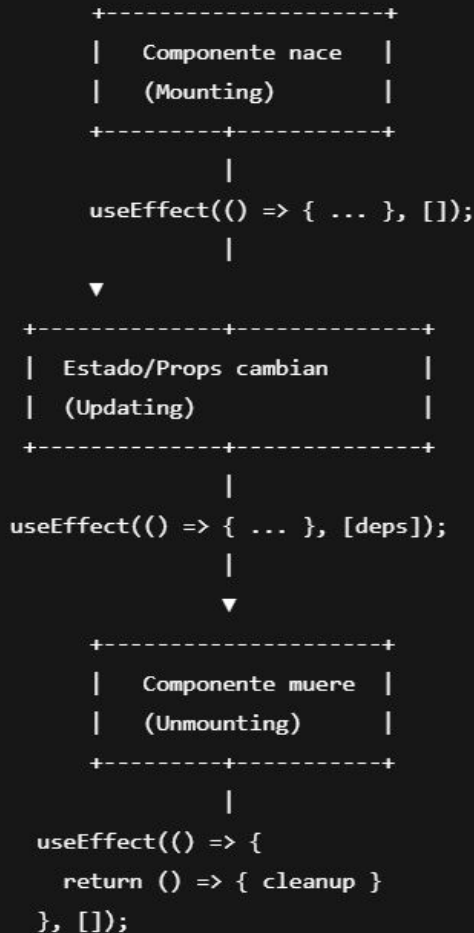 +----------------------+
|   Componente nace   |
|   (Mounting)         |
+---------+-----------+
|
useEffect(() => { ... }, []);
|
▼
+--------------+--------------+
|  Estado/Props cambian       |
|  (Updating)                 |
+--------------+--------------+
|
useEffect(() => { ... }, [deps]);
|
▼
+----------------------+
|   Componente muere  |
|   (Unmounting)       |
+---------+-----------+
|
useEffect(() => {
  return () => { cleanup }
}, []);